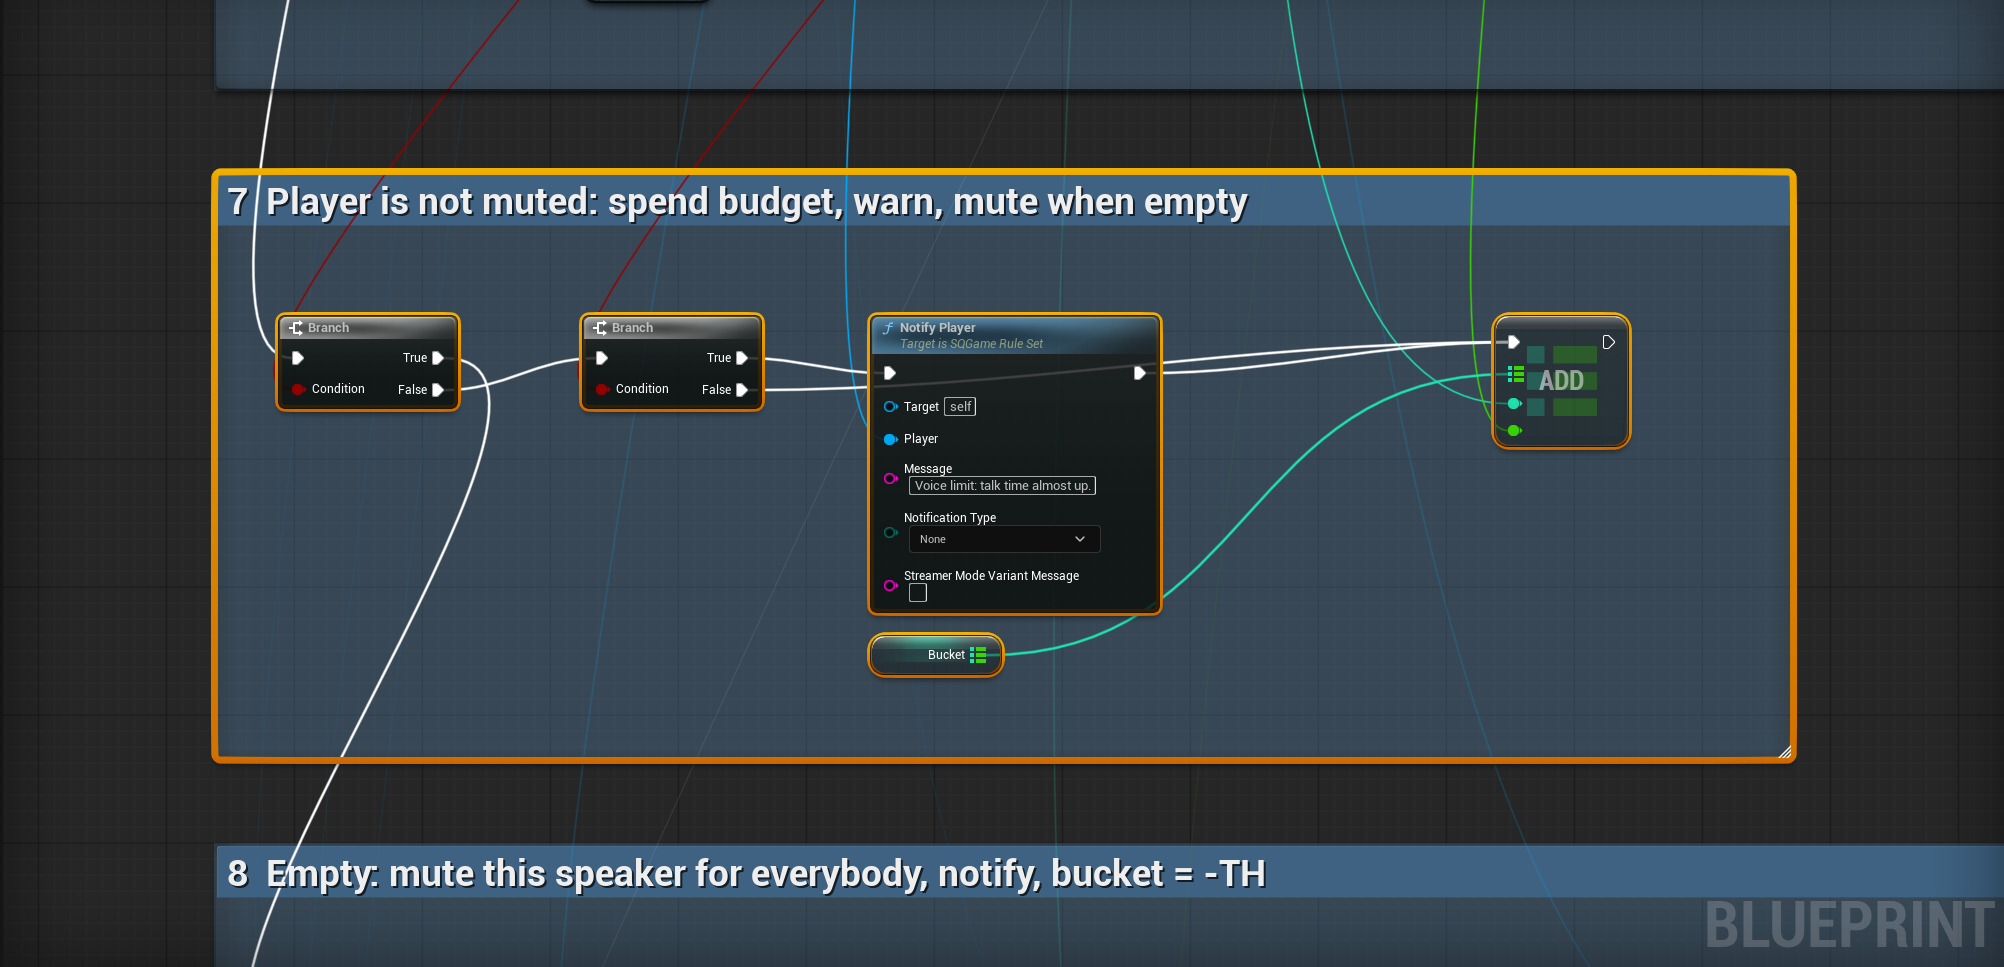 7 Player is not muted: spend budget, warn, mute when empty
Branch
True
Condition
False
Branch
True
Condition
False
Notify Player
Target is SQGame Rule Set
Target self
Player
Message
Voice limit: talk time almost up.
Notification Type
None
Streamer Mode Variant Message
ADD
Bucket
8 Empty: mute this speaker for everybody, notify, bucket = -TH
BLUEPRINT